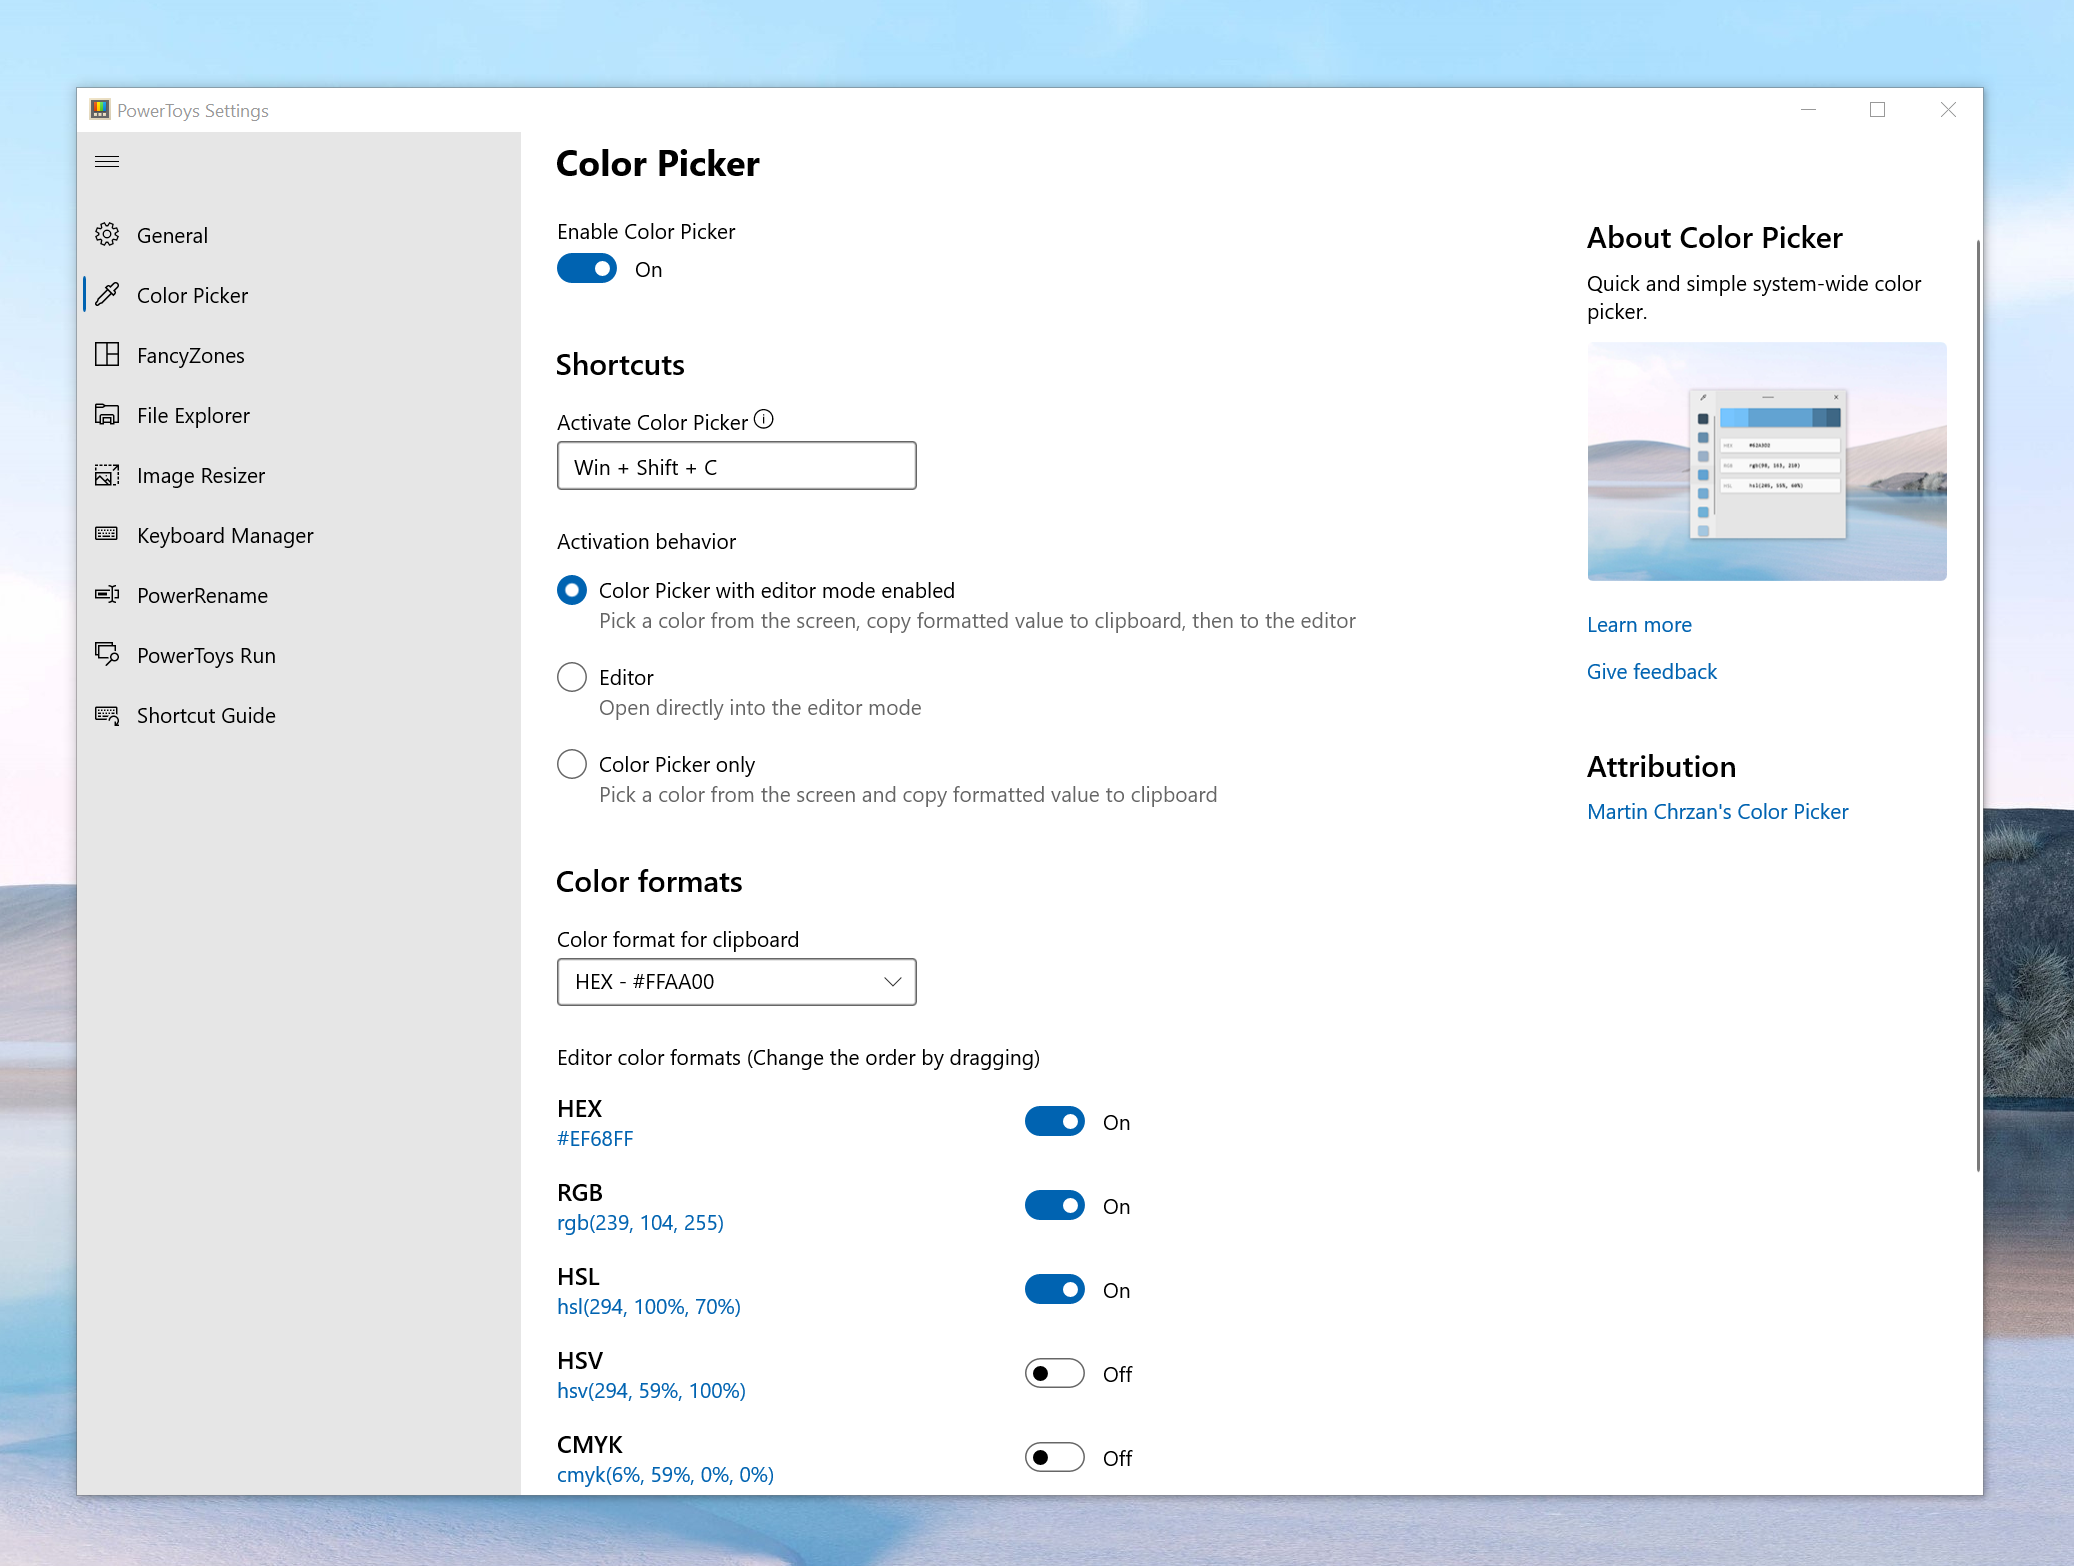 PowerToys Settings
General
Color Picker
FancyZones
File Explorer
Image Resizer
Keyboard Manager
PowerRename
PowerToys Run
Shortcut Guide
Color Picker
Enable Color Picker
On
Shortcuts
Activate Color Picker
Win + Shift + C
Activation behavior
Color Picker with editor mode enabled
Pick a color from the screen, copy formatted value to clipboard, then to the editor
Editor
Open directly into the editor mode
Color Picker only
Pick a color from the screen and copy formatted value to clipboard
Color formats
Color format for clipboard
HEX - #FFAA00
Editor color formats (Change the order by dragging)
HEX
#EF68FF
On
RGB
rgb(239, 104, 255)
On
HSL
hsl(294, 100%, 70%)
On
HSV
hsv(294, 59%, 100%)
Off
CMYK
cmyk(6%, 59%, 0%, 0%)
Off
About Color Picker
Quick and simple system-wide color
picker.
HEX
RGB
HSL
Learn more
Give feedback
Attribution
Martin Chrzan's Color Picker